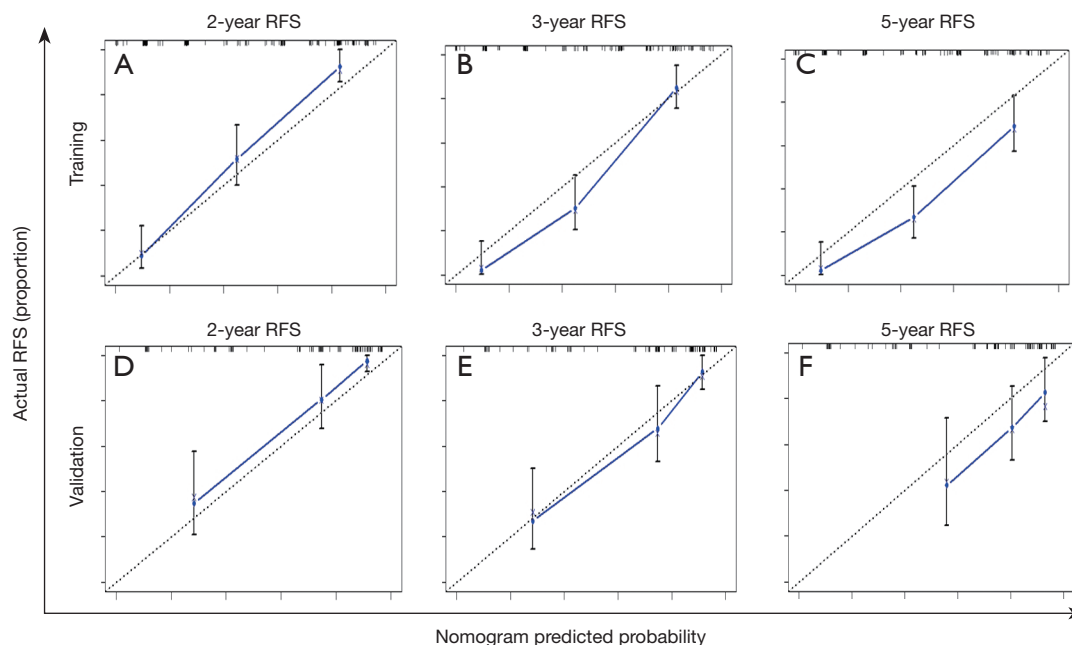 2-year RFS
3-year RFS
5-year RFS
A
B
C
Training
Actual RFS (proportion)
2-year RFS
3-year RFS
5-year RFS
D
E
F
Validation
Nomogram predicted probability